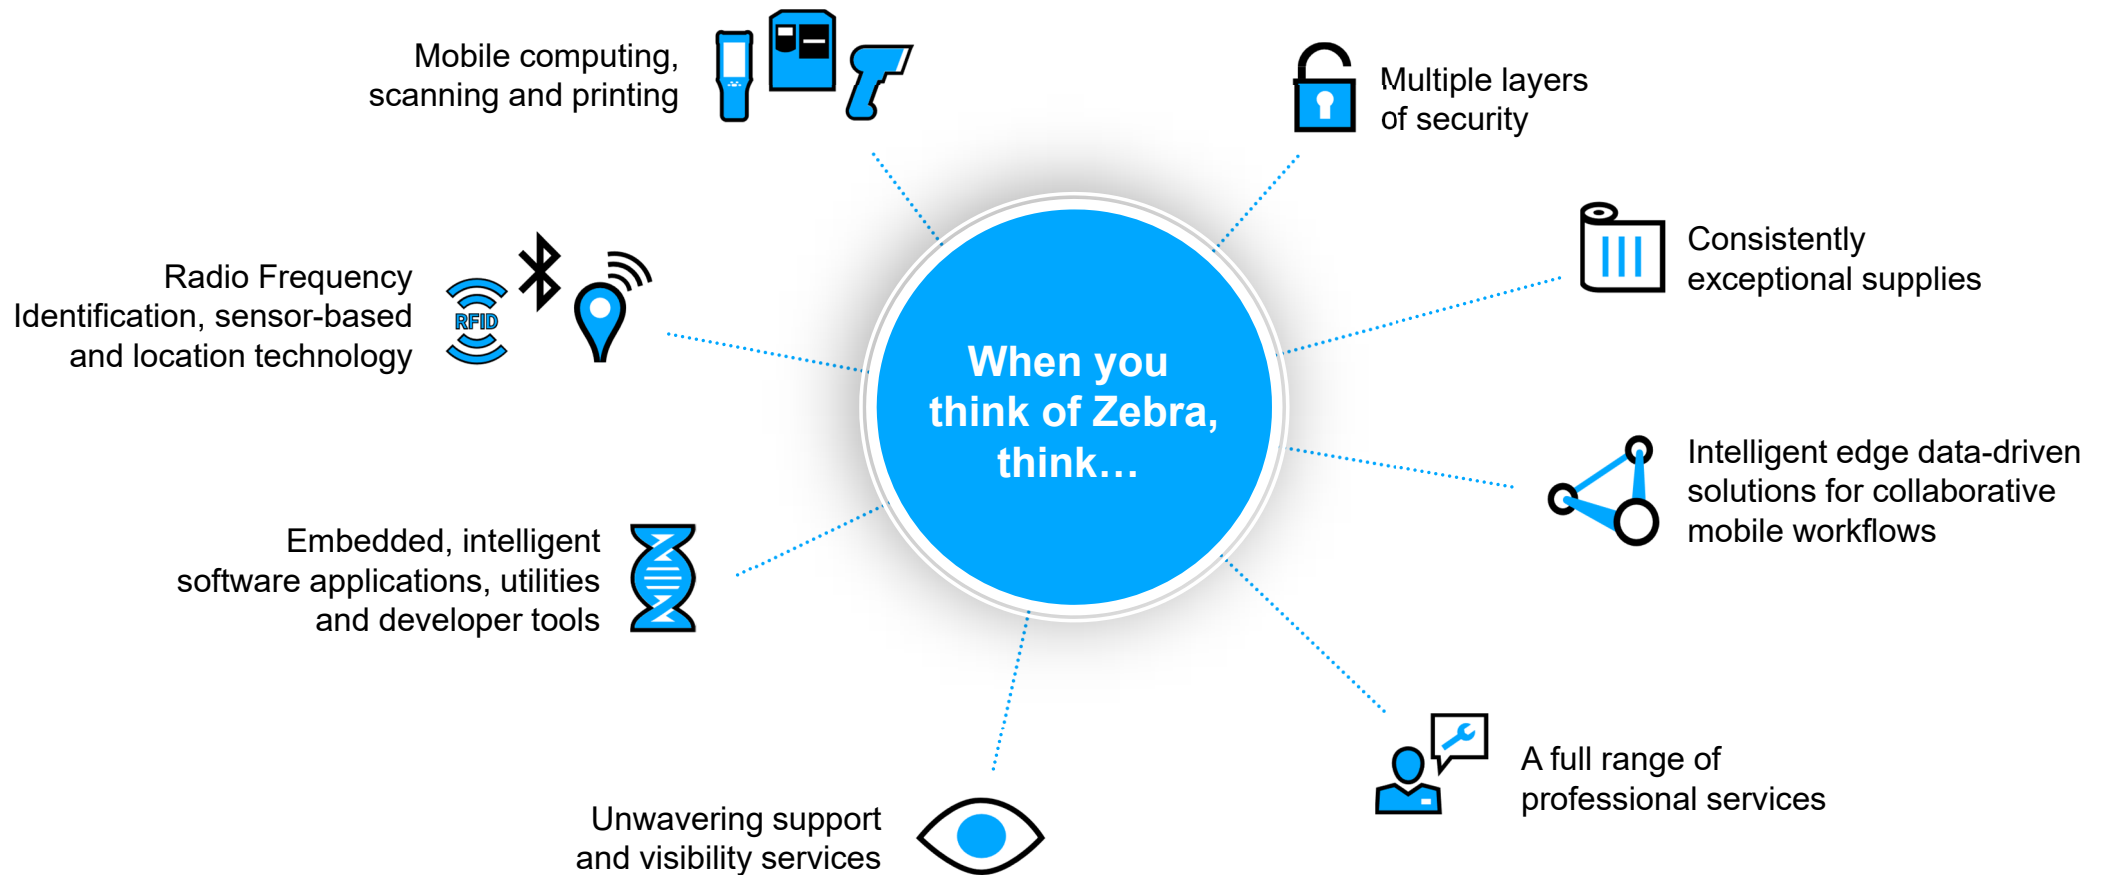 Mobile computing,
scanning and printing
Multiple layers
of security
Radio Frequency
Identification, sensor-based
and location technology
RFID
Consistently
exceptional supplies
When you
think of Zebra,
think…
Intelligent edge data-driven
solutions for collaborative
mobile workflows
Embedded, intelligent
software applications, utilities
and developer tools
A full range of
professional services
Unwavering support
and visibility services